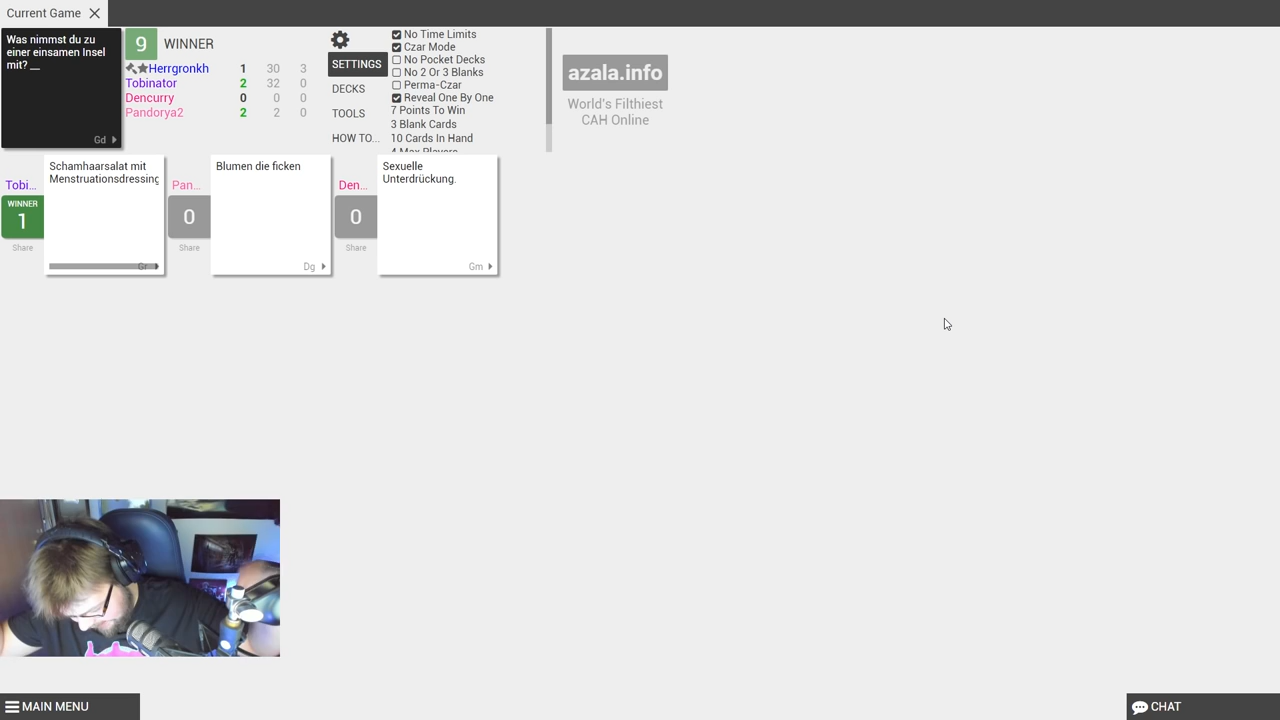 Current Game
Was nimmst du zu
einer einsamen Insel
mit? __
Gd
9 WINNER
Herrgronkh 1 30 3
Tobinator 2 32 0
Dencurry 0 0 0
Pandorya2 2 2 0
SETTINGS
DECKS
TOOLS
HOW TO...
No Time Limits
Czar Mode
No Pocket Decks
No 2 Or 3 Blanks
Perma-Czar
Reveal One By One
7 Points To Win
3 Blank Cards
10 Cards In Hand
4 Max Players
azala.info
World's Filthiest
CAH Online
Tobi...
WINNER
1
Share
Schamhaarsalat mit
Menstruationsdressing
Gr
Pan...
0
Share
Blumen die ficken
Dg
Den...
0
Share
Sexuelle
Unterdrückung.
Gm
MAIN MENU
CHAT